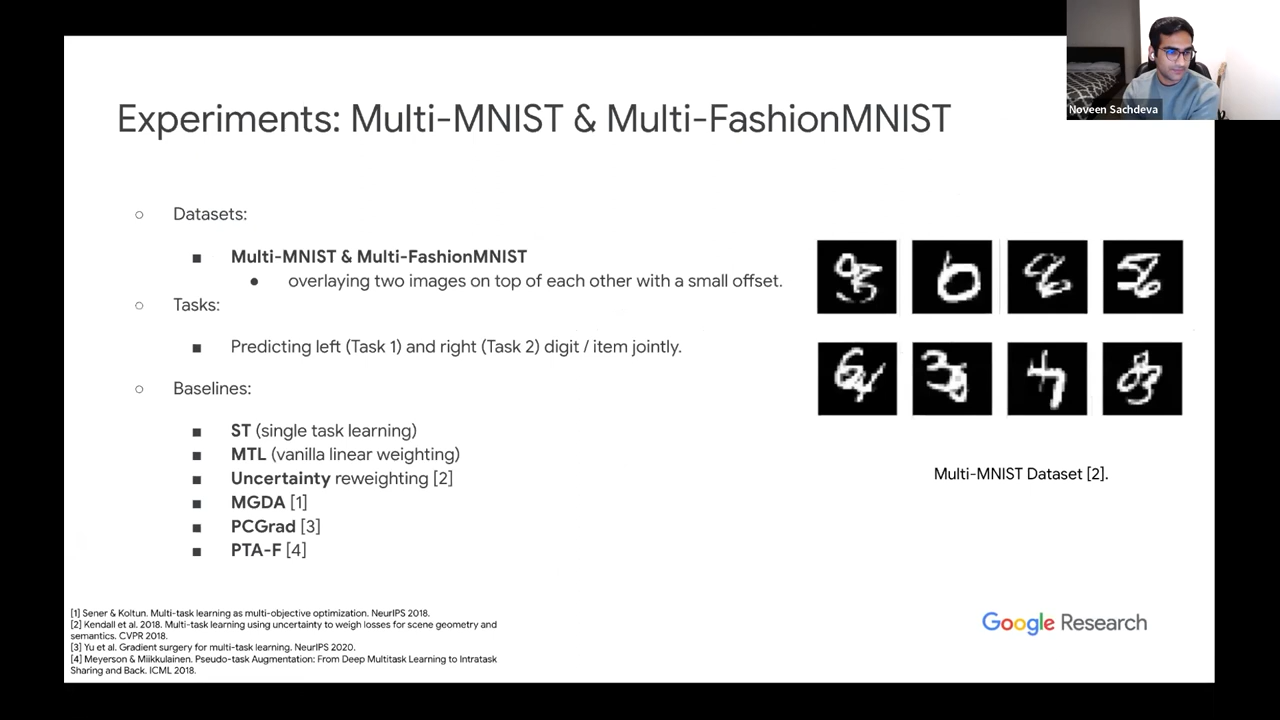 Noveen Sachdeva
Experiments: Multi-MNIST & Multi-FashionMNIST
○ Datasets:
■ Multi-MNIST & Multi-FashionMNIST
● overlaying two images on top of each other with a small offset.
○ Tasks:
■ Predicting left (Task 1) and right (Task 2) digit / item jointly.
○ Baselines:
■ ST (single task learning)
■ MTL (vanilla linear weighting)
■ Uncertainty reweighting [2]
■ MGDA [1]
■ PCGrad [3]
■ PTA-F [4]
Multi-MNIST Dataset [2].
[1] Sener & Koltun. Multi-task learning as multi-objective optimization. NeurIPS 2018.
[2] Kendall et al. 2018. Multi-task learning using uncertainty to weigh losses for scene geometry and
semantics. CVPR 2018.
[3] Yu et al. Gradient surgery for multi-task learning. NeurIPS 2020.
[4] Meyerson & Miikkulainen. Pseudo-task Augmentation: From Deep Multitask Learning to Intratask
Sharing and Back. ICML 2018.
Google Research